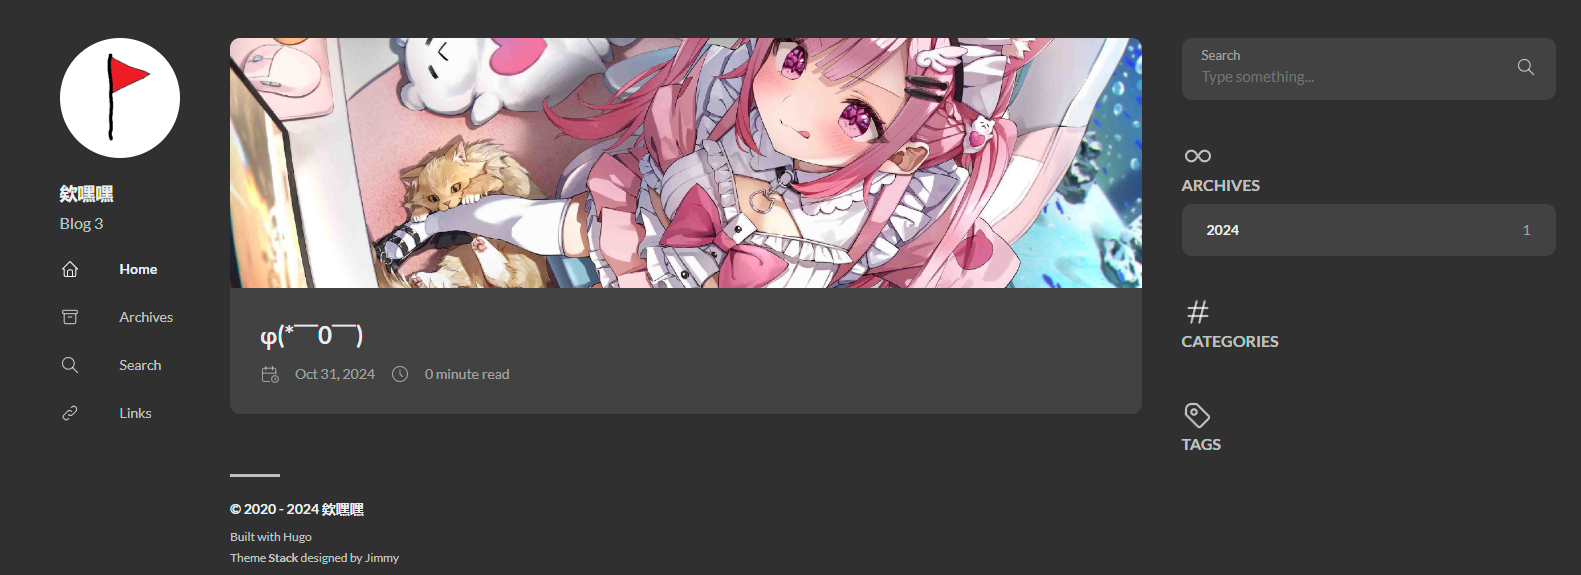 欸嘿嘿
Blog 3
Home
Archives
Search
Links
φ(*￣0￣)
Oct 31, 2024
0 minute read
© 2020 - 2024 欸嘿嘿
Built with Hugo
Theme Stack designed by Jimmy
Search
Type something...
ARCHIVES
2024 1
CATEGORIES
TAGS